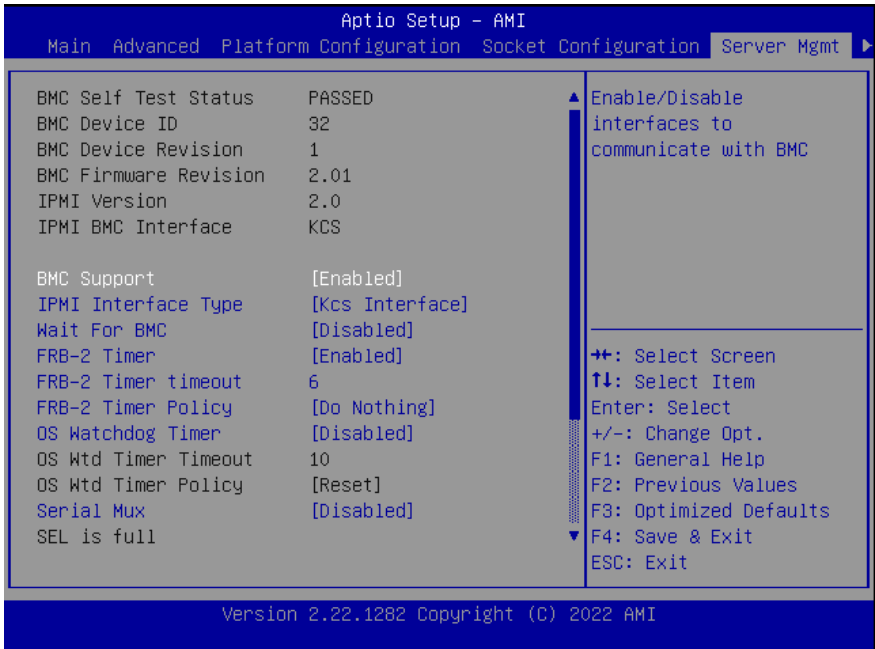 Aptio Setup – AMI
Main Advanced Platform Configuration Socket Configuration Server Mgmt
BMC Self Test Status PASSED
BMC Device ID 32
BMC Device Revision 1
BMC Firmware Revision 2.01
IPMI Version 2.0
IPMI BMC Interface KCS
BMC Support [Enabled]
IPMI Interface Type [Kcs Interface]
Wait For BMC [Disabled]
FRB-2 Timer [Enabled]
FRB-2 Timer timeout 6
FRB-2 Timer Policy [Do Nothing]
OS Watchdog Timer [Disabled]
OS Wtd Timer Timeout 10
OS Wtd Timer Policy [Reset]
Serial Mux [Disabled]
SEL is full
Enable/Disable
interfaces to
communicate with BMC
→←: Select Screen
↑↓: Select Item
Enter: Select
+/-: Change Opt.
F1: General Help
F2: Previous Values
F3: Optimized Defaults
F4: Save & Exit
ESC: Exit
Version 2.22.1282 Copyright (C) 2022 AMI